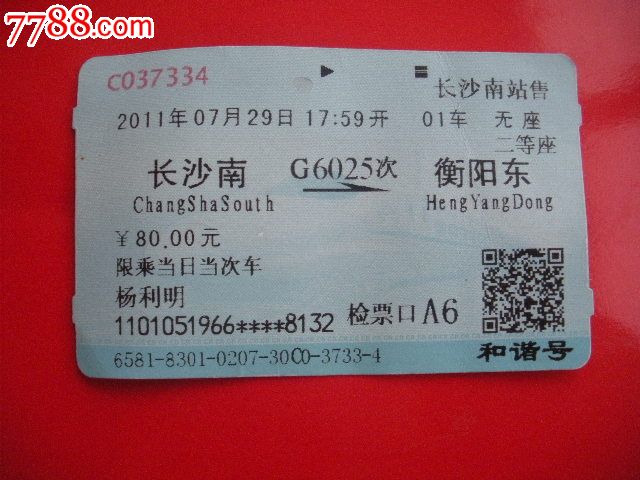 7788.com
C037334
长沙南站售
2011年07月29日 17:59开 01车 无座
二等座
长沙南 G6025次 衡阳东
ChangShaSouth HengYangDong
￥80.00元
限乘当日当次车
杨利明
1101051966****8132 检票口 A6
6581-8301-0207-30C0-3733-4 和谐号